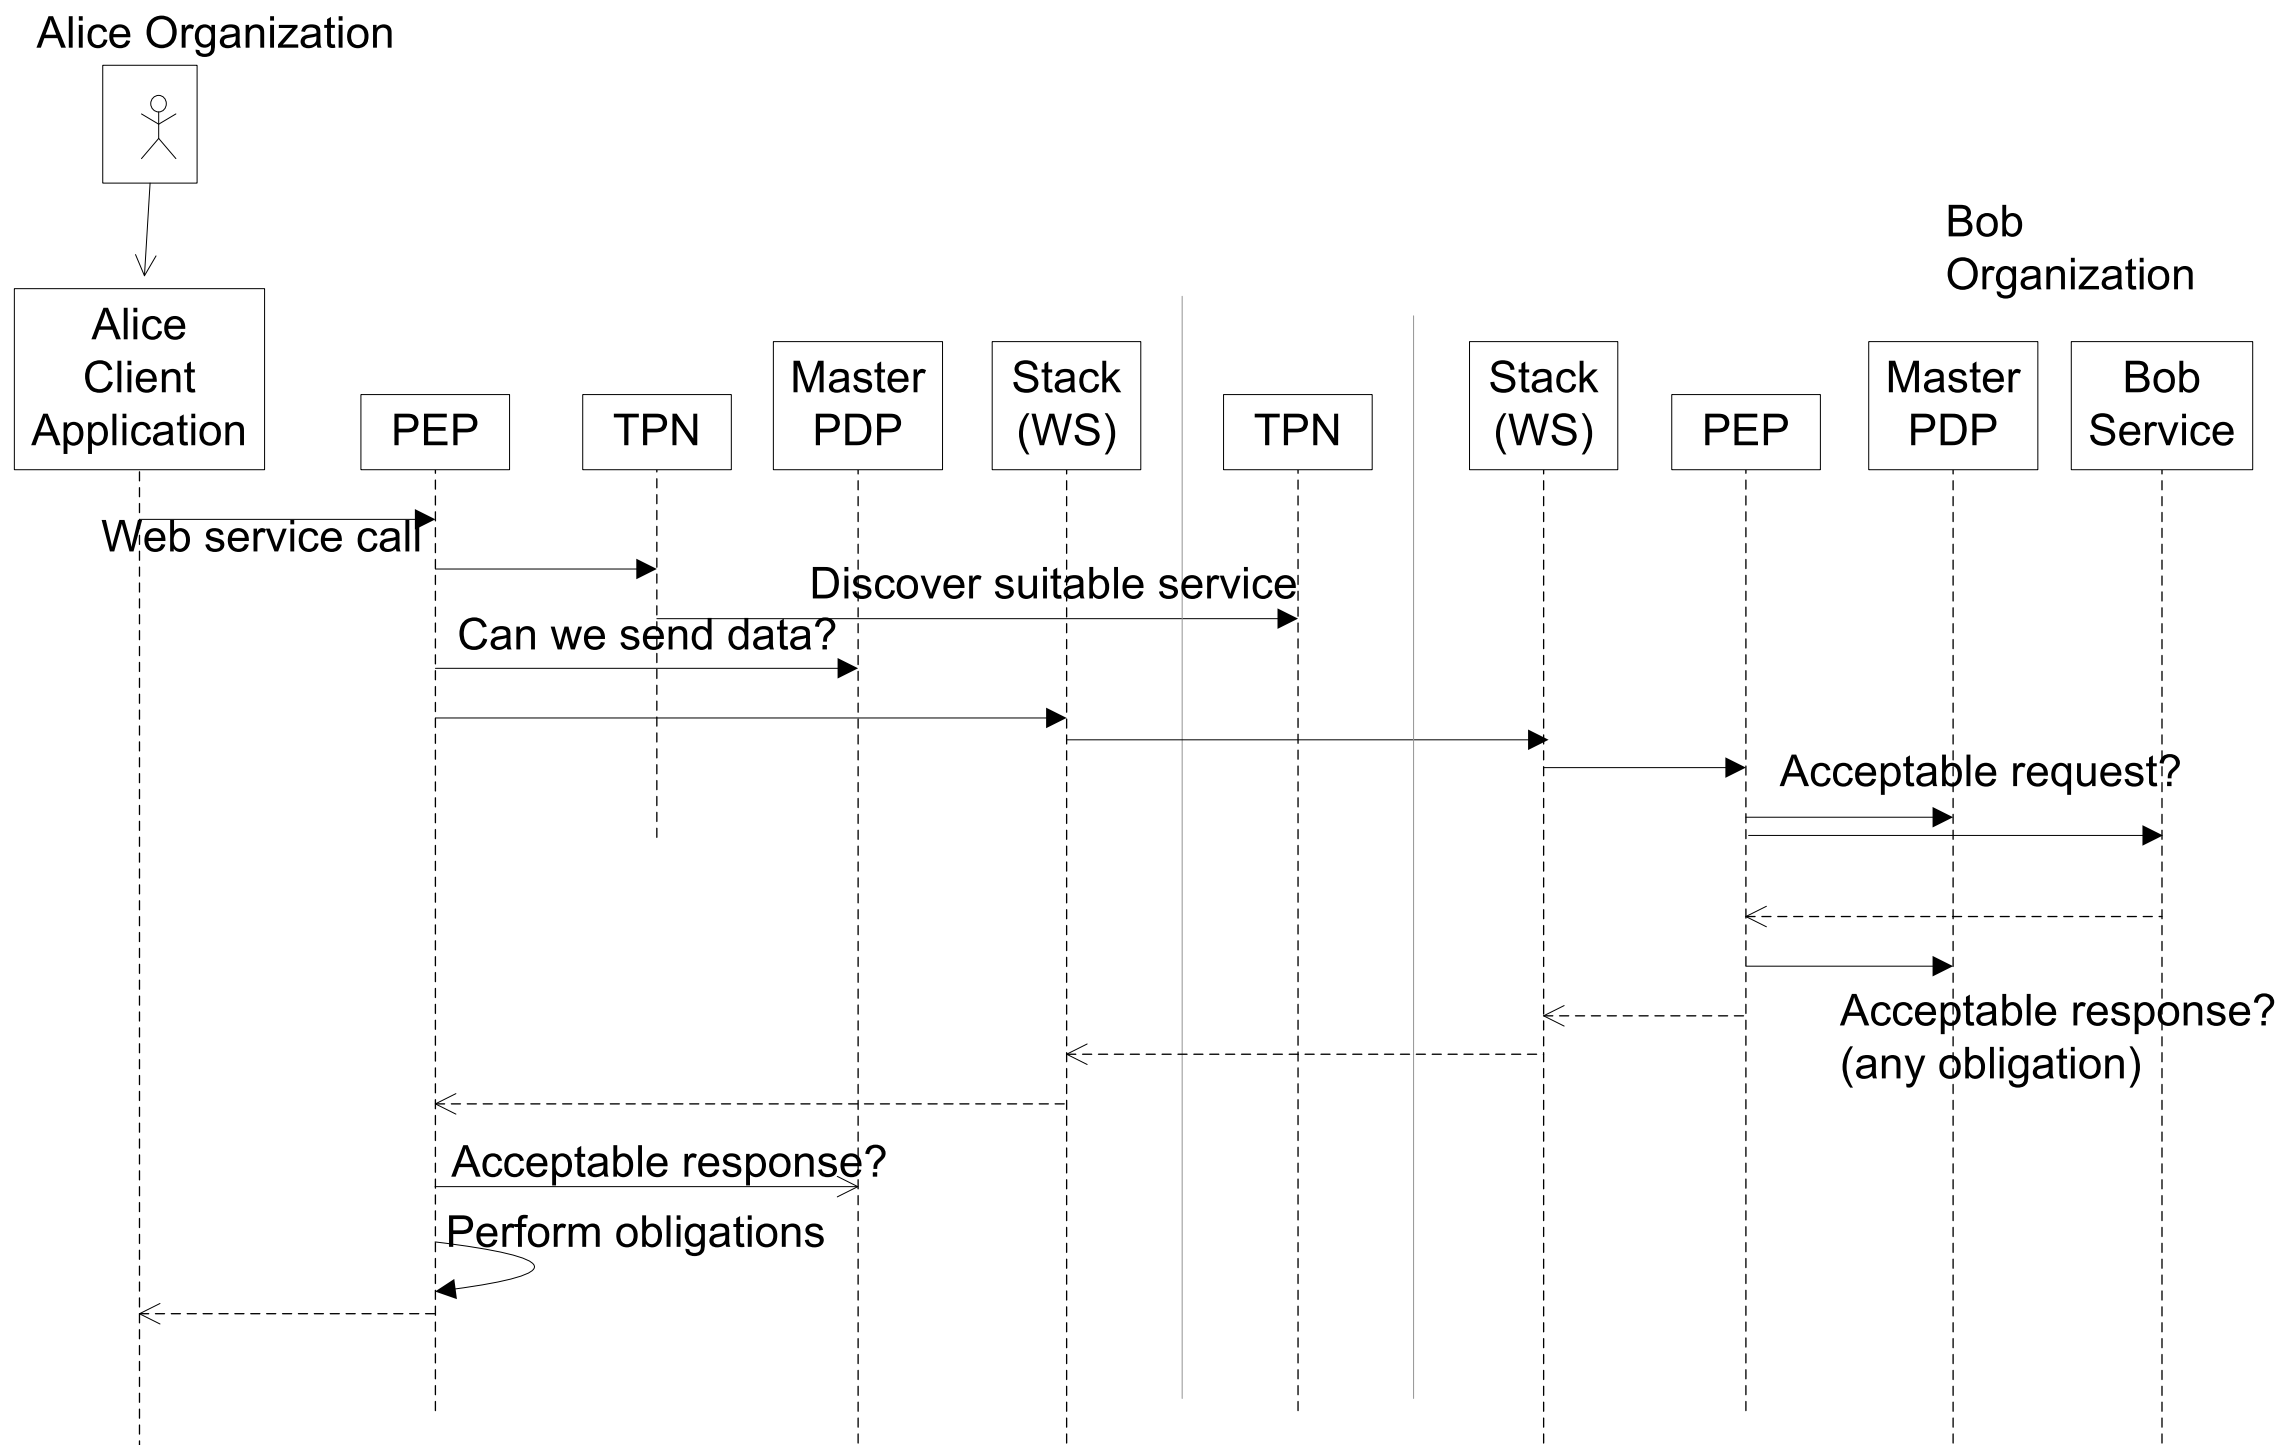 Alice Organization
Bob
Organization
Alice
Client
Application
PEP
TPN
Master
PDP
Stack
(WS)
TPN
Stack
(WS)
PEP
Master
PDP
Bob
Service
Web service call
Discover suitable service
Can we send data?
Acceptable request?
Acceptable response?
(any obligation)
Acceptable response?
Perform obligations